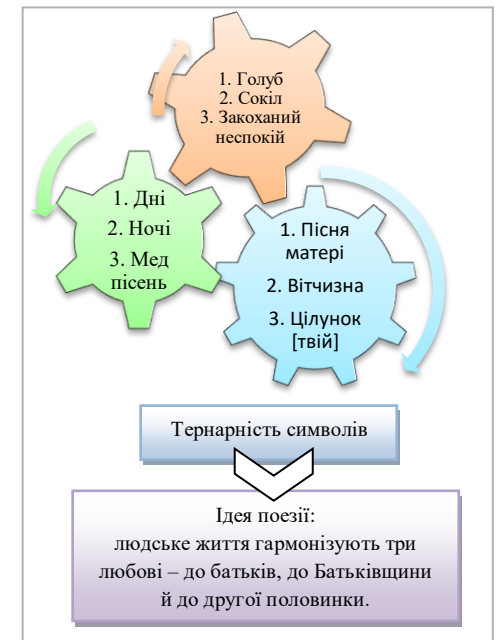 1. Голуб
2. Сокіл
3. Закоханий
неспокій
1. Дні
2. Ночі
3. Мед
пісень
1. Пісня
матері
2. Вітчизна
3. Цілунок
[твій]
Тернарність символів
Ідея поезії:
людське життя гармонізують три
любові – до батьків, до Батьківщини
й до другої половинки.